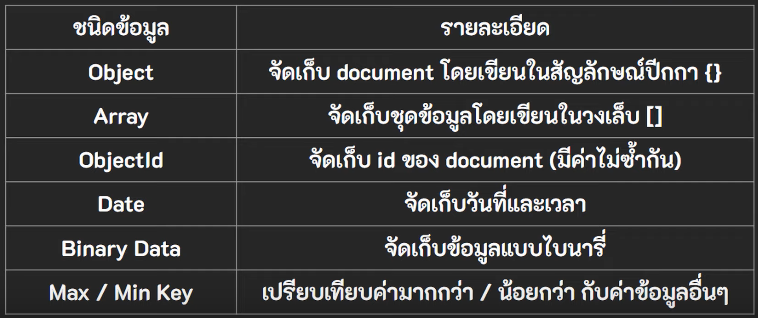 ชนิดข้อมูล รายละเอียด
Object จัดเก็บ document โดยเขียนในสัญลักษณ์ปีกกา {}
Array จัดเก็บชุดข้อมูลโดยเขียนในวงเล็บ []
ObjectId จัดเก็บ id ของ document (มีค่าไม่ซ้ำกัน)
Date จัดเก็บวันที่และเวลา
Binary Data จัดเก็บข้อมูลแบบไบนารี่
Max / Min Key เปรียบเทียบค่ามากกว่า / น้อยกว่า กับค่าข้อมูลอื่นๆ